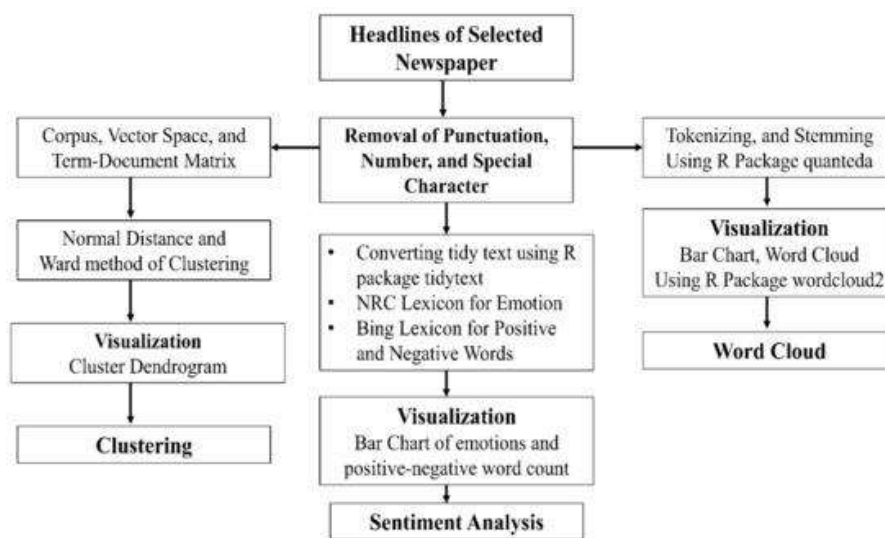 Headlines of Selected
Newspaper
Corpus, Vector Space, and
Term-Document Matrix
Removal of Punctuation,
Number, and Special
Character
Tokenizing, and Stemming
Using R Package quanteda
Normal Distance and
Ward method of Clustering
• Converting tidy text using R
package tidytext
• NRC Lexicon for Emotion
• Bing Lexicon for Positive
and Negative Words
Visualization
Bar Chart, Word Cloud
Using R Package wordcloud2
Visualization
Cluster Dendrogram
Word Cloud
Visualization
Bar Chart of emotions and
positive-negative word count
Clustering
Sentiment Analysis